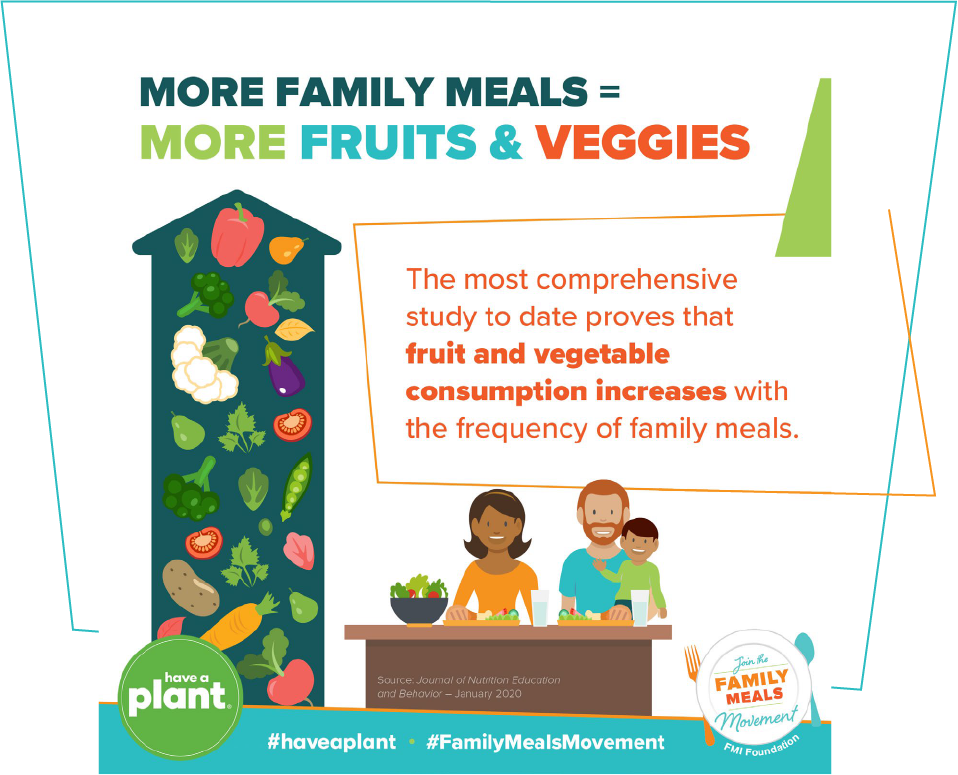 MORE FAMILY MEALS =
MORE FRUITS & VEGGIES
The most comprehensive
study to date proves that
fruit and vegetable
consumption increases with
the frequency of family meals.
Source: Journal of Nutrition Education
and Behavior – January 2020
have a
plant®
Join the
FAMILY
MEALS
Movement
FMI Foundation
#haveaplant • #FamilyMealsMovement